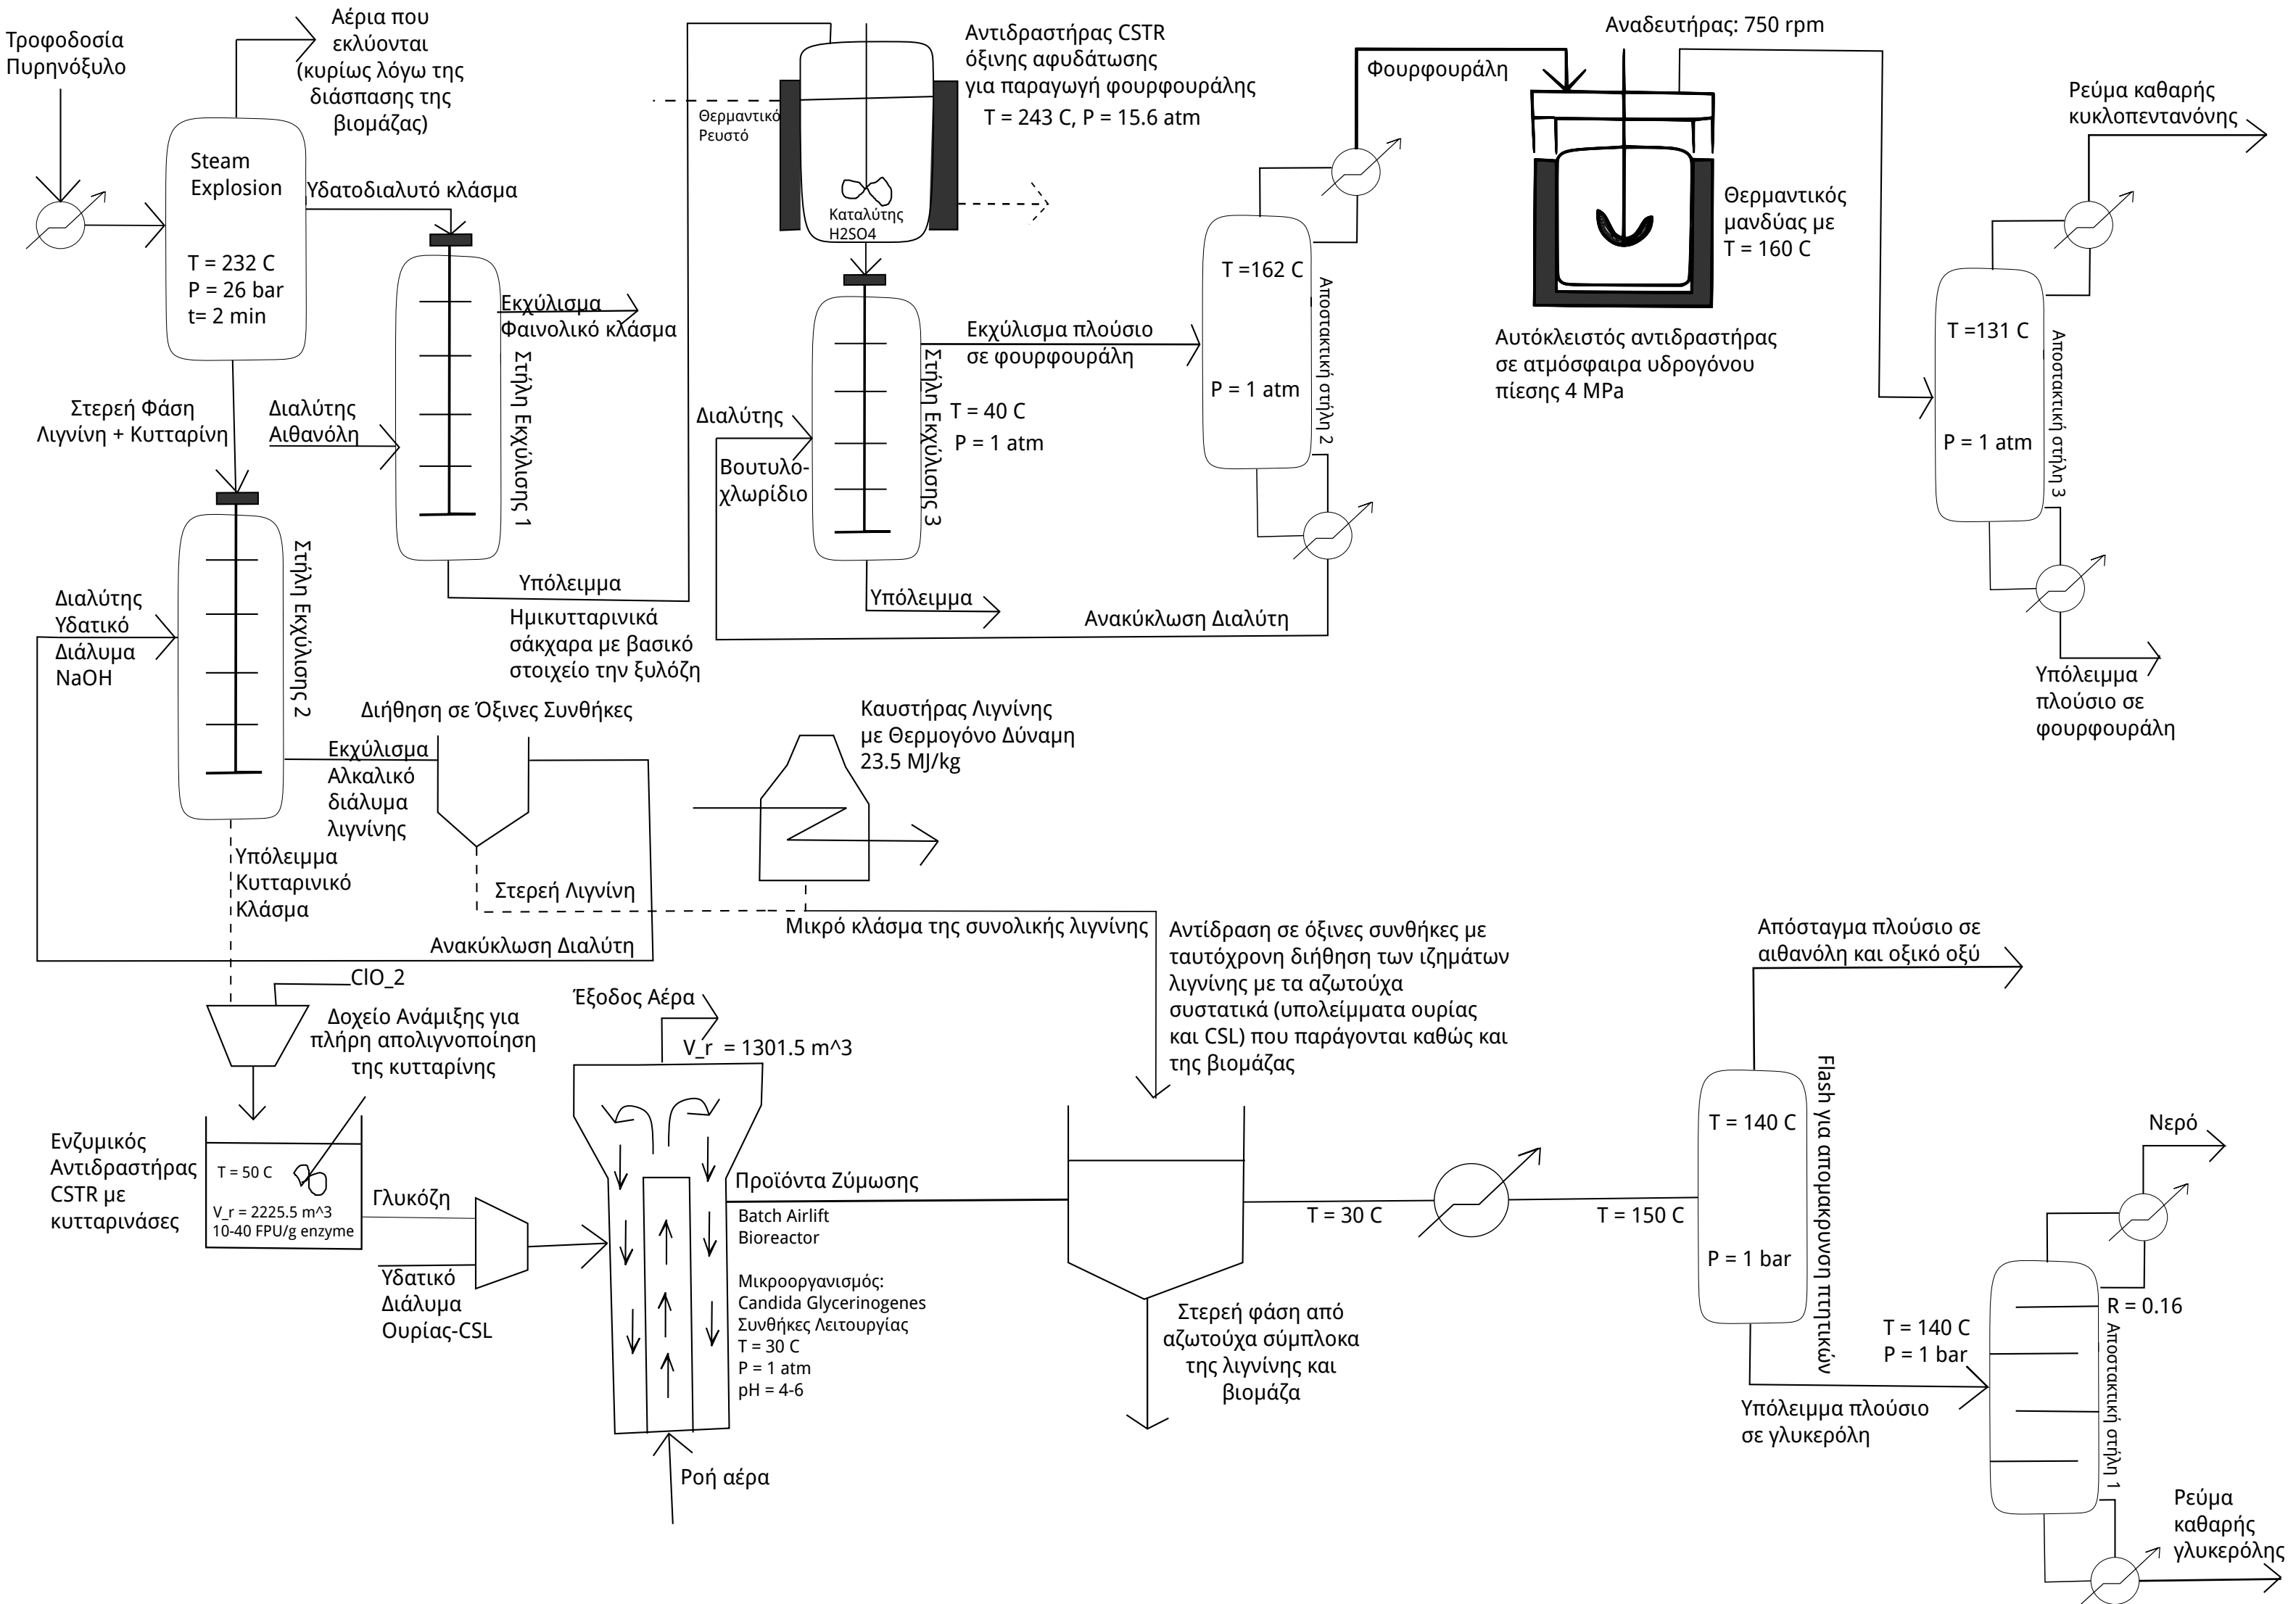 Τροφοδοσία
Πυρηνόξυλο
Αέρια που
εκλύονται
(κυρίως λόγω της
διάσπασης της
βιομάζας)
Steam
Explosion
T = 232 C
P = 26 bar
t= 2 min
Υδατοδιαλυτό κλάσμα
Εκχύλισμα
Φαινολικό κλάσμα
Στήλη Εκχύλισης 1
Στερεή Φάση
Λιγνίνη + Κυτταρίνη
Διαλύτης
Αιθανόλη
Υπόλειμμα
Ημικυτταρινικά
σάκχαρα με βασικό
στοιχείο την ξυλόζη
Θερμαντικό
Ρευστό
Καταλύτης
H2SO4
Αντιδραστήρας CSTR
όξινης αφυδάτωσης
για παραγωγή φουρφουράλης
T = 243 C, P = 15.6 atm
Εκχύλισμα πλούσιο
σε φουρφουράλη
Στήλη Εκχύλισης 3
T = 40 C
P = 1 atm
Διαλύτης
Βουτυλο-
χλωρίδιο
Υπόλειμμα
Ανακύκλωση Διαλύτη
Φουρφουράλη
T =162 C
P = 1 atm
Αποστακτική στήλη 2
Αναδευτήρας: 750 rpm
Θερμαντικός
μανδύας με
T = 160 C
Αυτόκλειστός αντιδραστήρας
σε ατμόσφαιρα υδρογόνου
πίεσης 4 MPa
Ρεύμα καθαρής
κυκλοπεντανόνης
T =131 C
P = 1 atm
Αποστακτική στήλη 3
Υπόλειμμα
πλούσιο σε
φουρφουράλη
Στήλη Εκχύλισης 2
Διαλύτης
Υδατικό
Διάλυμα
NaOH
Διήθηση σε Όξινες Συνθήκες
Εκχύλισμα
Αλκαλικό
διάλυμα
λιγνίνης
Υπόλειμμα
Κυτταρινικό
Κλάσμα
Στερεή Λιγνίνη
Ανακύκλωση Διαλύτη
Καυστήρας Λιγνίνης
με Θερμογόνο Δύναμη
23.5 MJ/kg
Μικρό κλάσμα της συνολικής λιγνίνης
Αντίδραση σε όξινες συνθήκες με
ταυτόχρονη διήθηση των ιζημάτων
λιγνίνης με τα αζωτούχα
συστατικά (υπολείμματα ουρίας
και CSL) που παράγονται καθώς και
της βιομάζας
ClO_2
Δοχείο Ανάμιξης για
πλήρη απολιγνοποίηση
της κυτταρίνης
Ενζυμικός
Αντιδραστήρας
CSTR με
κυτταρινάσες
T = 50 C
V_r = 2225.5 m^3
10-40 FPU/g enzyme
Γλυκόζη
Υδατικό
Διάλυμα
Ουρίας-CSL
Έξοδος Αέρα
V_r = 1301.5 m^3
Προϊόντα Ζύμωσης
Batch Airlift
Bioreactor
Μικροοργανισμός:
Candida Glycerinogenes
Συνθήκες Λειτουργίας
T = 30 C
P = 1 atm
pH = 4-6
Ροή αέρα
Στερεή φάση από
αζωτούχα σύμπλοκα
της λιγνίνης και
βιομάζα
T = 30 C
T = 150 C
Απόσταγμα πλούσιο σε
αιθανόλη και οξικό οξύ
T = 140 C
P = 1 bar
Flash για απομακρυνση πτητικών
T = 140 C
P = 1 bar
Υπόλειμμα πλούσιο
σε γλυκερόλη
Νερό
R = 0.16
Αποστακτική στήλη 1
Ρεύμα
καθαρής
γλυκερόλης